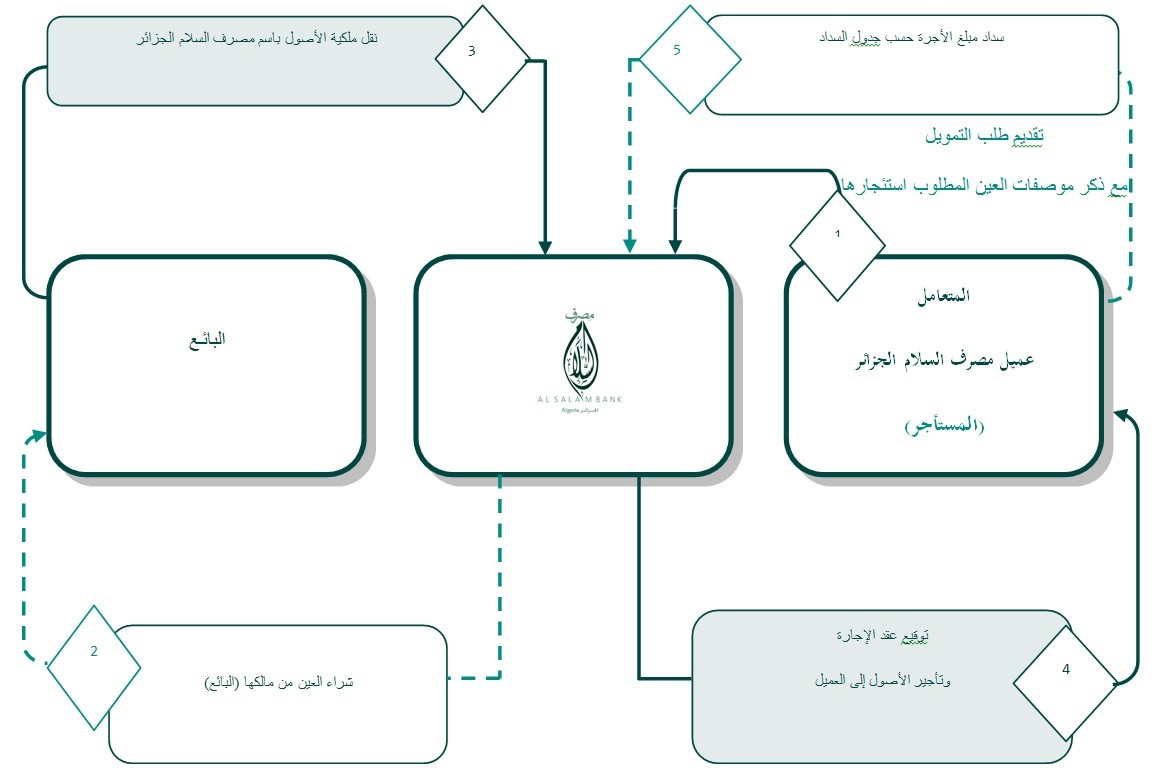 سداد مبلغ الأجرة حسب جدول السداد
5
3
نقل ملكية الأصول باسم مصرف السلام الجزائر
تقديم طلب التمويل
مع ذكر موصفات العين المطلوب استئجارها
1
المتعامل
عميل مصرف السلام الجزائر
(المستأجر)
مصرف
السلام
AL SALAM BANK
Algeria الجزائر
البائع
توقيع عقد الإجارة
وتأجير الأصول إلى العميل
4
2
شراء العين من مالكها (البائع)